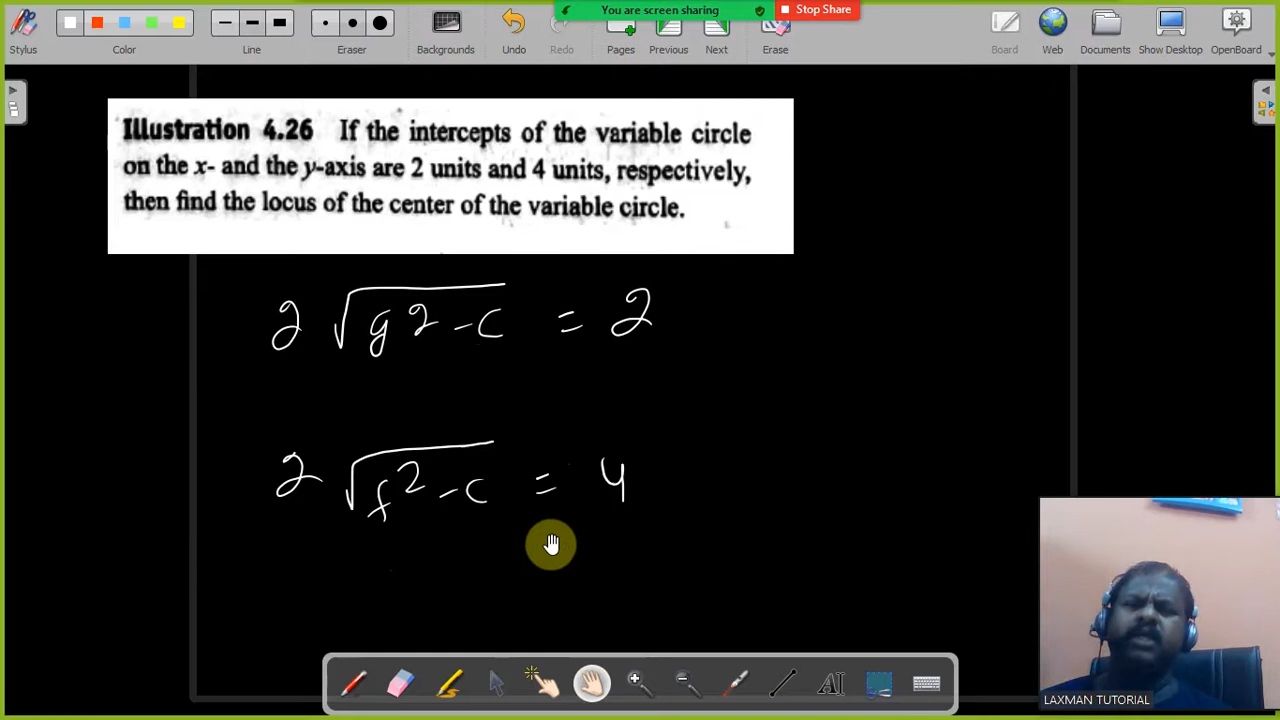 You are screen sharing
Stop Share
Stylus
Color
Line
Eraser
Backgrounds
Undo
Redo
Pages
Previous
Next
Erase
Board
Web
Documents
Show Desktop
OpenBoard
Illustration 4.26 If the intercepts of the variable circle
on the x- and the y-axis are 2 units and 4 units, respectively,
then find the locus of the center of the variable circle.
2 √(g² - c) = 2
2 √(f² - c) = 4
AI
LAXMAN TUTORIAL